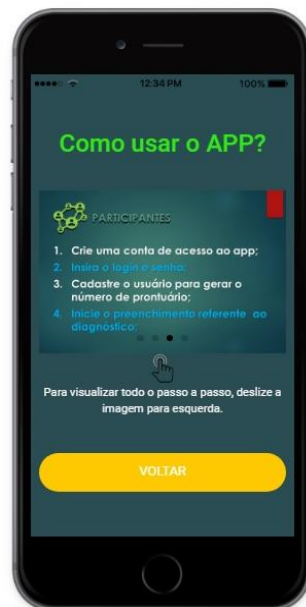 12:34 PM
100%
Como usar o APP?
PARTICIPANTES
1. Crie uma conta de acesso ao app;
2. Insira o login e senha;
3. Cadastre o usuário para gerar o
número de prontuário;
4. Inicie o preenchimento referente ao
diagnóstico;
Para visualizar todo o passo a passo, deslize a
imagem para esquerda.
VOLTAR